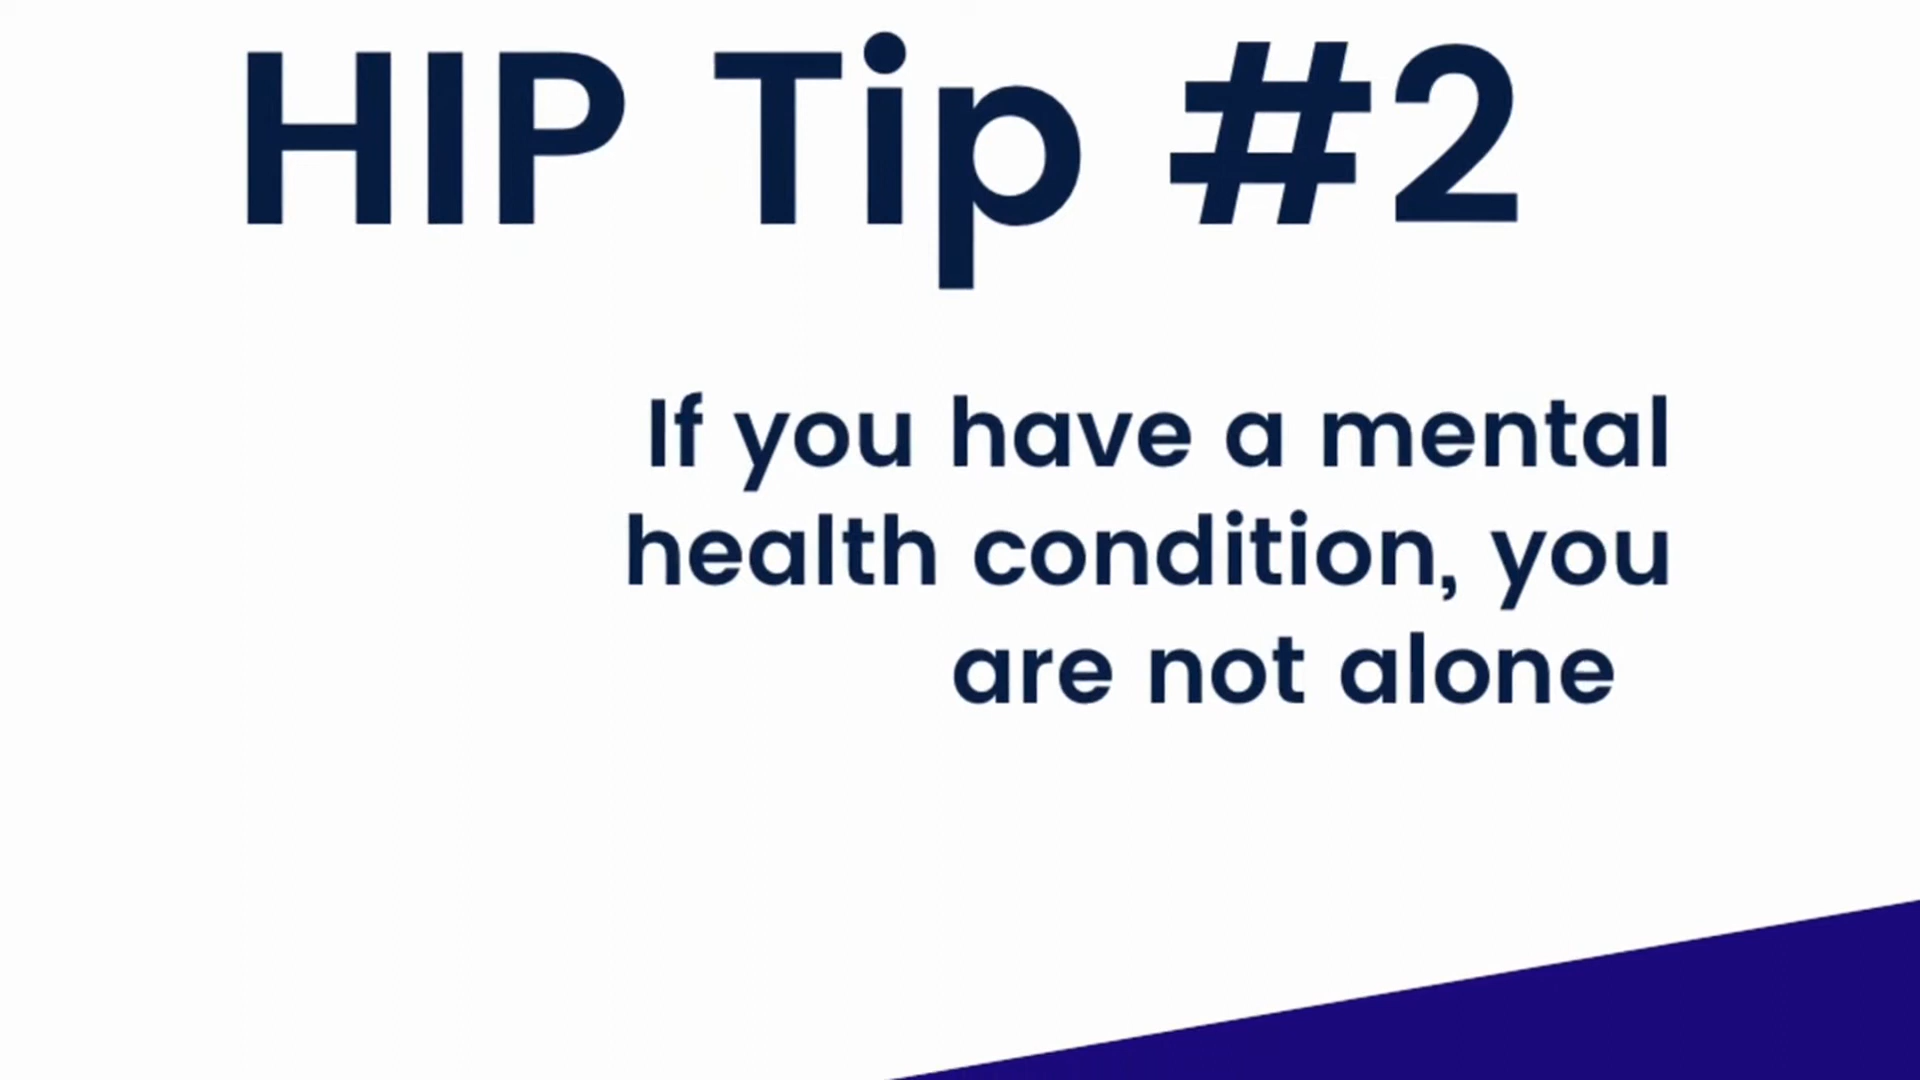 HIP Tip #2
If you have a mental
health condition, you
are not alone